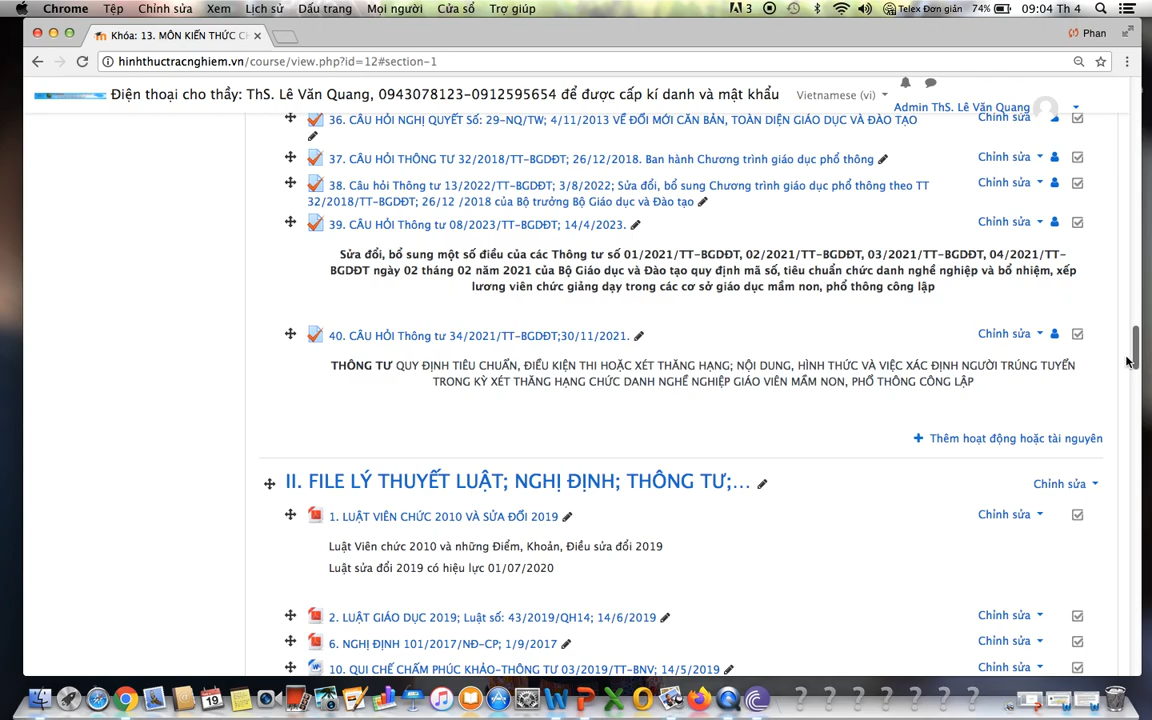 Chrome Tệp Chỉnh sửa Xem Lịch sử Dấu trang Mọi người Cửa sổ Trợ giúp 3 Telex Đơn giản 74% 09:04 Th 4
Khóa: 13. MÔN KIẾN THỨC CH Phan
hinhthuctracnghiem.vn/course/view.php?id=12#section-1
Điện thoại cho thầy: ThS. Lê Văn Quang, 0943078123-0912595654 để được cấp kí danh và mật khẩu Vietnamese (vi) Admin ThS. Lê Văn Quang
36. CÂU HỎI NGHỊ QUYẾT Số: 29-NQ/TW; 4/11/2013 VỀ ĐỔI MỚI CĂN BẢN, TOÀN DIỆN GIÁO DỤC VÀ ĐÀO TẠO Chỉnh sửa
37. CÂU HỎI THÔNG TƯ 32/2018/TT-BGDĐT; 26/12/2018. Ban hành Chương trình giáo dục phổ thông Chỉnh sửa
38. Câu hỏi Thông tư 13/2022/TT-BGDĐT; 3/8/2022; Sửa đổi, bổ sung Chương trình giáo dục phổ thông theo TT Chỉnh sửa
32/2018/TT-BGDĐT; 26/12 /2018 của Bộ trưởng Bộ Giáo dục và Đào tạo
39. CÂU HỎI Thông tư 08/2023/TT-BGDĐT; 14/4/2023. Chỉnh sửa
Sửa đổi, bổ sung một số điều của các Thông tư số 01/2021/TT-BGDĐT, 02/2021/TT-BGDĐT, 03/2021/TT-BGDĐT, 04/2021/TT-
BGDĐT ngày 02 tháng 02 năm 2021 của Bộ Giáo dục và Đào tạo quy định mã số, tiêu chuẩn chức danh nghề nghiệp và bổ nhiệm, xếp
lương viên chức giảng dạy trong các cơ sở giáo dục mầm non, phổ thông công lập
40. CÂU HỎI Thông tư 34/2021/TT-BGDĐT;30/11/2021. Chỉnh sửa
THÔNG TƯ QUY ĐỊNH TIÊU CHUẨN, ĐIỀU KIỆN THI HOẶC XÉT THĂNG HẠNG; NỘI DUNG, HÌNH THỨC VÀ VIỆC XÁC ĐỊNH NGƯỜI TRÚNG TUYỂN
TRONG KỲ XÉT THĂNG HẠNG CHỨC DANH NGHỀ NGHIỆP GIÁO VIÊN MẦM NON, PHỔ THÔNG CÔNG LẬP
Thêm hoạt động hoặc tài nguyên
II. FILE LÝ THUYẾT LUẬT; NGHỊ ĐỊNH; THÔNG TƯ;... Chỉnh sửa
1. LUẬT VIÊN CHỨC 2010 VÀ SỬA ĐỔI 2019 Chỉnh sửa
Luật Viên chức 2010 và những Điểm, Khoản, Điều sửa đổi 2019
Luật sửa đổi 2019 có hiệu lực 01/07/2020
2. LUẬT GIÁO DỤC 2019; Luật số: 43/2019/QH14; 14/6/2019 Chỉnh sửa
6. NGHỊ ĐỊNH 101/2017/NĐ-CP; 1/9/2017 Chỉnh sửa
10. QUI CHẾ CHẤM PHÚC KHẢO-THÔNG TƯ 03/2019/TT-BNV; 14/5/2019 Chỉnh sửa
19